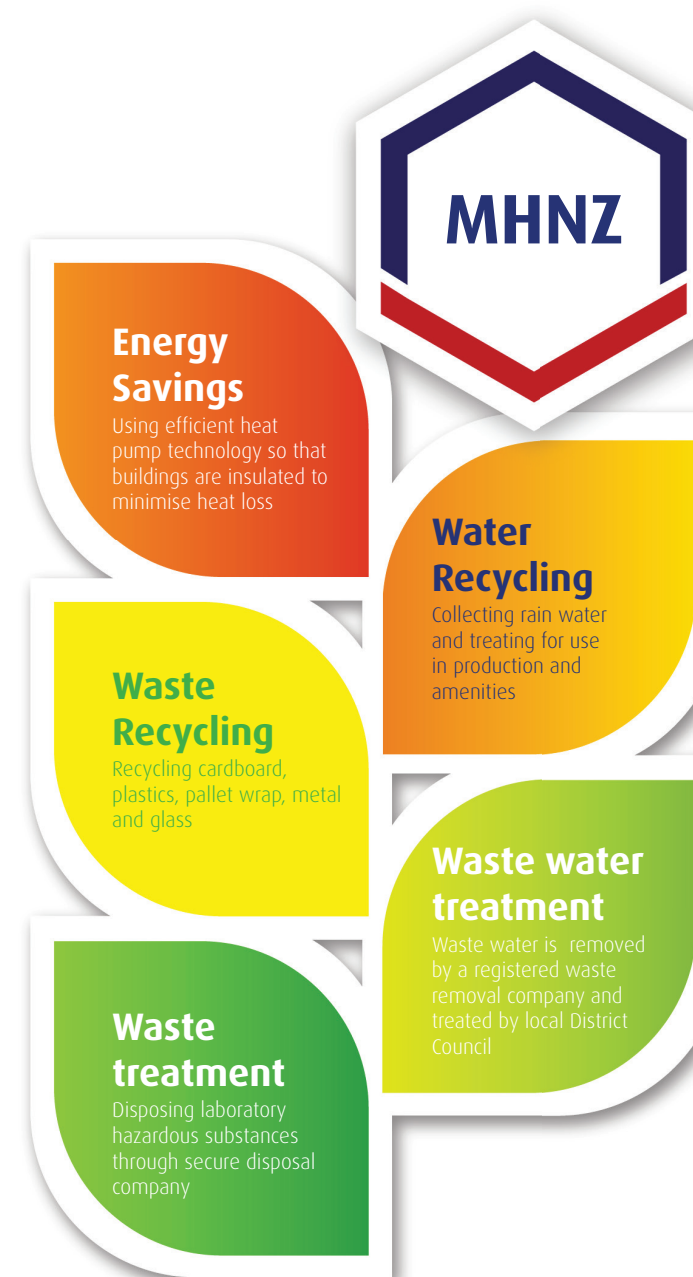 MHNZ
Energy
Savings
Using efficient heat
pump technology so that
buildings are insulated to
minimise heat loss
Water
Recycling
Collecting rain water
and treating for use
in production and
amenities
Waste
Recycling
Recycling cardboard,
plastics, pallet wrap, metal
and glass
Waste water
treatment
Waste water is  removed
by a registered waste
removal company and
treated by local District
Council
Waste
treatment
Disposing laboratory
hazardous substances
through secure disposal
company